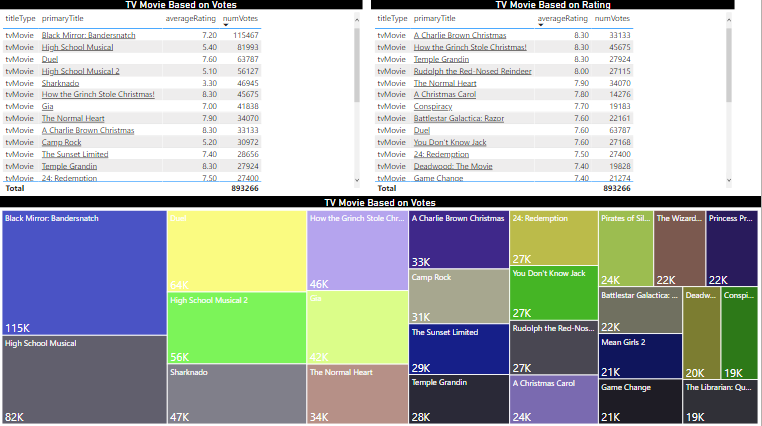 TV Movie Based on Votes
titleType primaryTitle averageRating numVotes
tvMovie Black Mirror: Bandersnatch 7.20 115467
tvMovie High School Musical 5.40 81993
tvMovie Duel 7.60 63787
tvMovie High School Musical 2 5.10 56127
tvMovie Sharknado 3.30 46945
tvMovie How the Grinch Stole Christmas! 8.30 45675
tvMovie Gia 7.00 41838
tvMovie The Normal Heart 7.90 34070
tvMovie A Charlie Brown Christmas 8.30 33133
tvMovie Camp Rock 5.20 30972
tvMovie The Sunset Limited 7.40 28656
tvMovie Temple Grandin 8.30 27924
tvMovie 24: Redemption 7.50 27400
Total 893266
TV Movie Based on Rating
titleType primaryTitle averageRating numVotes
tvMovie A Charlie Brown Christmas 8.30 33133
tvMovie How the Grinch Stole Christmas! 8.30 45675
tvMovie Temple Grandin 8.30 27924
tvMovie Rudolph the Red-Nosed Reindeer 8.00 27115
tvMovie The Normal Heart 7.90 34070
tvMovie A Christmas Carol 7.80 14276
tvMovie Conspiracy 7.70 19183
tvMovie Battlestar Galactica: Razor 7.60 22161
tvMovie Duel 7.60 63787
tvMovie You Don't Know Jack 7.60 27168
tvMovie 24: Redemption 7.50 27400
tvMovie Deadwood: The Movie 7.40 19828
tvMovie Game Change 7.40 21274
Total 893266
TV Movie Based on Votes
Black Mirror: Bandersnatch
115K
High School Musical
82K
Duel
64K
High School Musical 2
56K
Sharknado
47K
How the Grinch Stole Chr...
46K
Gia
42K
The Normal Heart
34K
A Charlie Brown Christmas
33K
Camp Rock
31K
The Sunset Limited
29K
Temple Grandin
28K
24: Redemption
27K
You Don't Know Jack
27K
Rudolph the Red-Nos...
27K
A Christmas Carol
24K
Pirates of Sil...
24K
The Wizard...
22K
Princess Pr...
22K
Battlestar Galactica: ...
22K
Mean Girls 2
21K
Game Change
21K
Deadw...
20K
Conspi...
19K
The Librarian: Qu...
19K